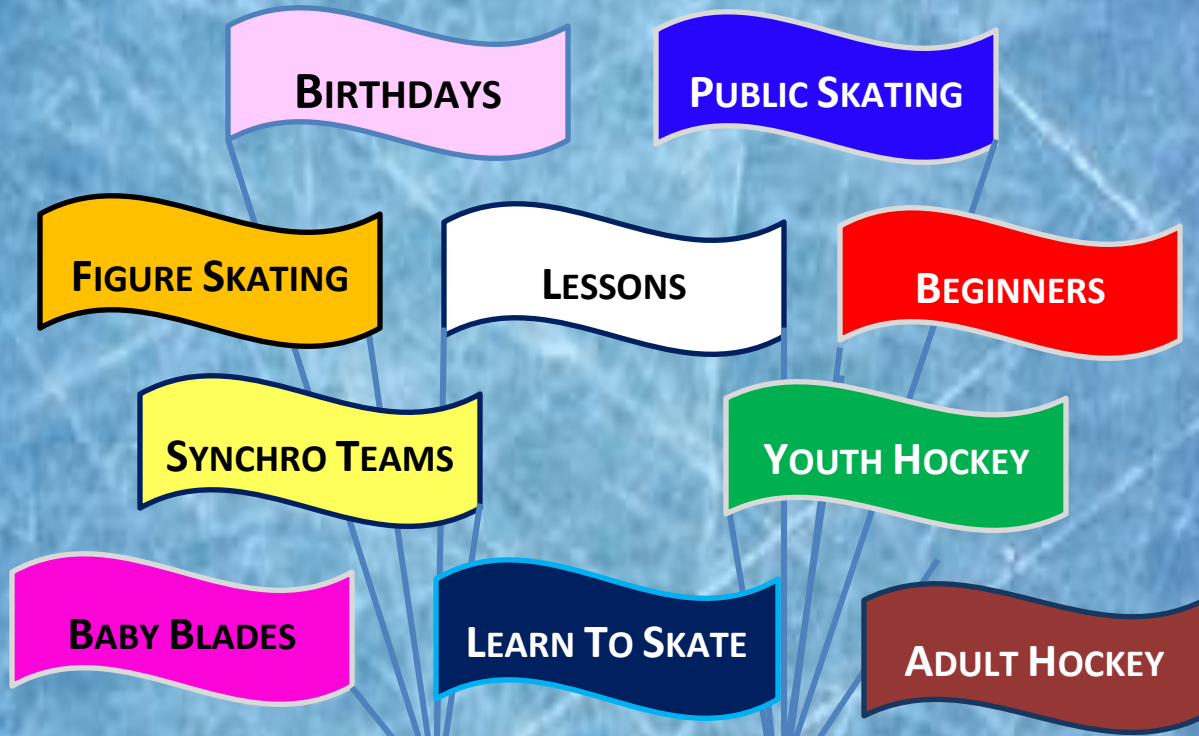 BIRTHDAYS
PUBLIC SKATING
FIGURE SKATING
LESSONS
BEGINNERS
SYNCHRO TEAMS
YOUTH HOCKEY
BABY BLADES
LEARN TO SKATE
ADULT HOCKEY